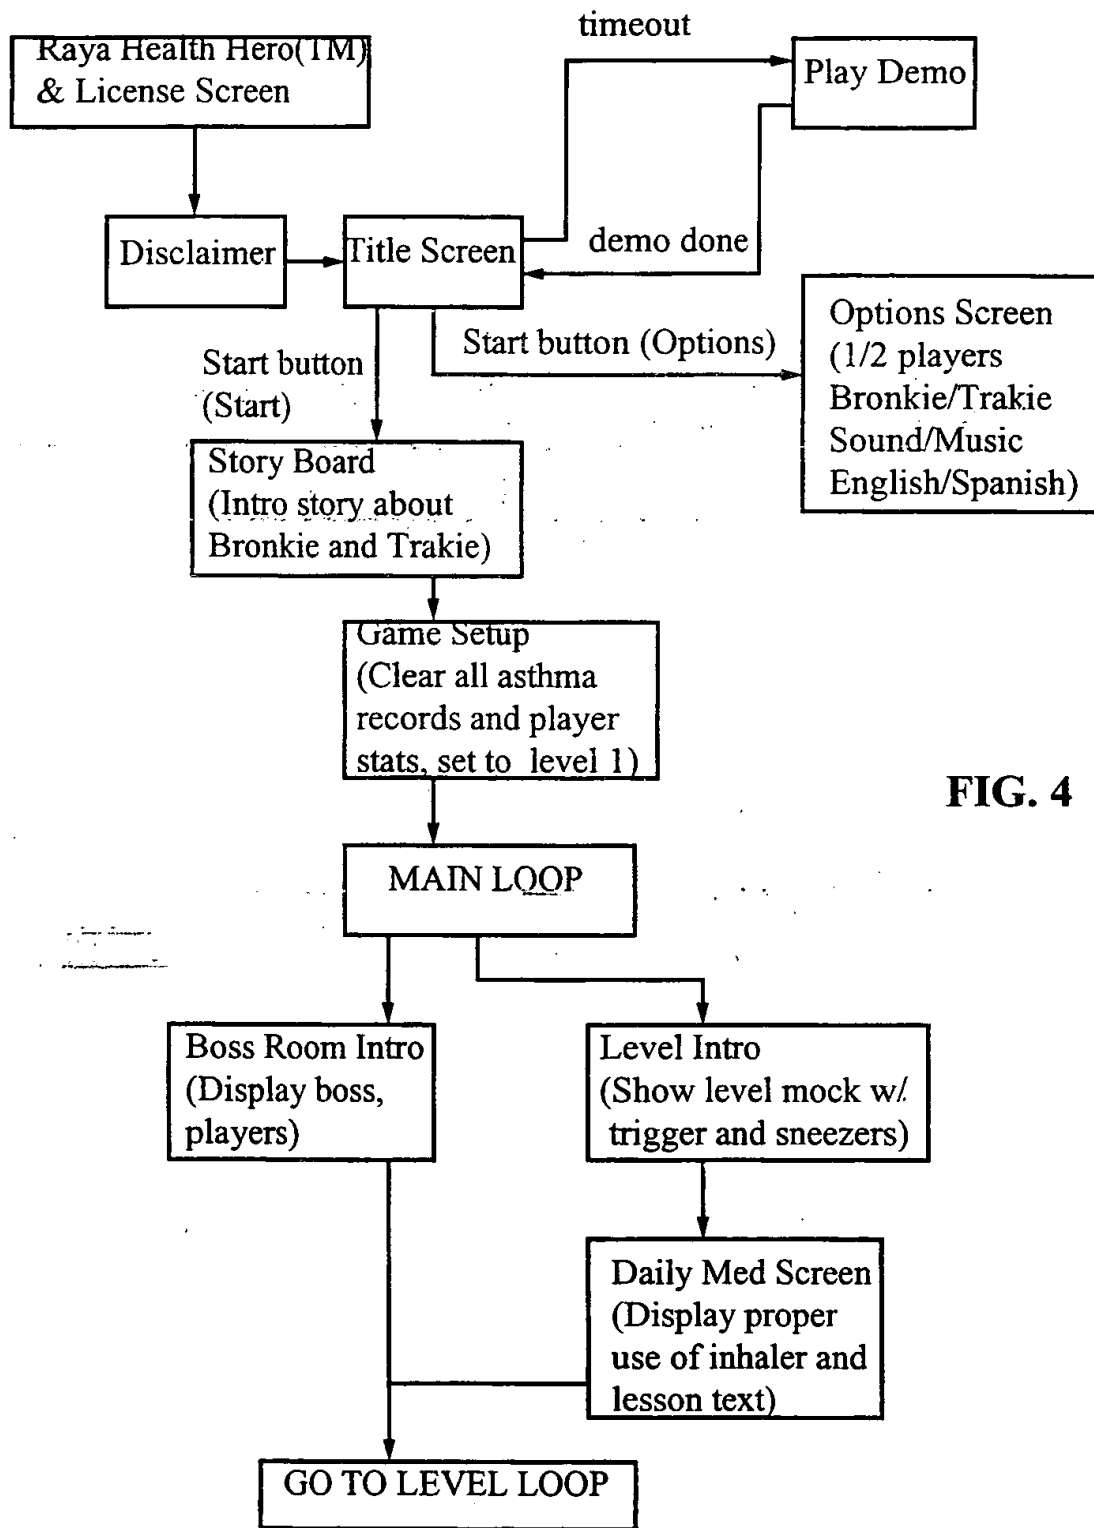 timeout
Raya Health Hero(TM)
& License Screen
Play Demo
Disclaimer
Title Screen
demo done
Start button
(Start)
Start button (Options)
Options Screen
(1/2 players
Bronkie/Trakie
Sound/Music
English/Spanish)
Story Board
(Intro story about
Bronkie and Trakie)
Game Setup
(Clear all asthma
records and player
stats, set to level 1)
FIG. 4
MAIN LOOP
Boss Room Intro
(Display boss,
players)
Level Intro
(Show level mock w/
trigger and sneezers)
Daily Med Screen
(Display proper
use of inhaler and
lesson text)
GO TO LEVEL LOOP